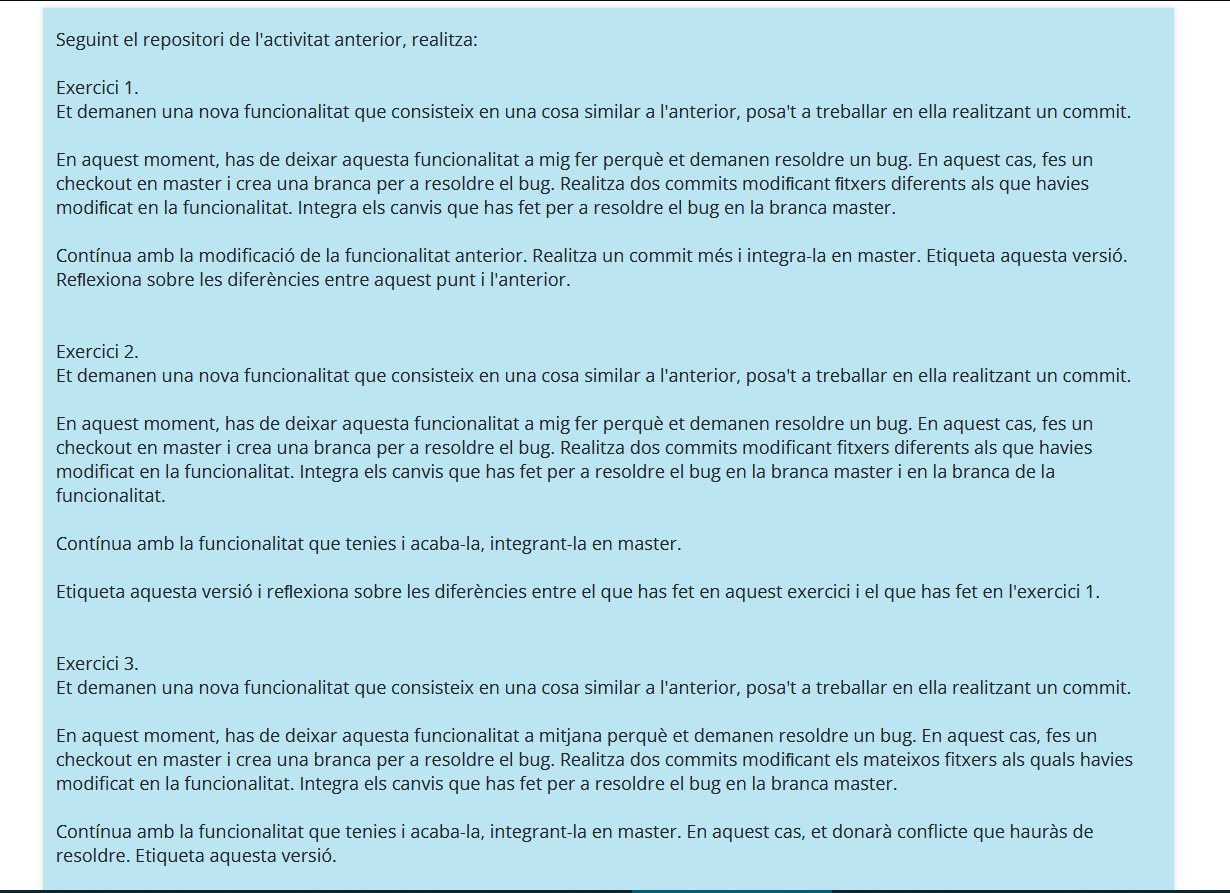 Seguint el repositori de l'activitat anterior, realitza:
Exercici 1.
Et demanen una nova funcionalitat que consisteix en una cosa similar a l'anterior, posa't a treballar en ella realitzant un commit.
En aquest moment, has de deixar aquesta funcionalitat a mig fer perquè et demanen resoldre un bug. En aquest cas, fes un
checkout en master i crea una branca per a resoldre el bug. Realitza dos commits modificant fitxers diferents als que havies
modificat en la funcionalitat. Integra els canvis que has fet per a resoldre el bug en la branca master.
Contínua amb la modificació de la funcionalitat anterior. Realitza un commit més i integra-la en master. Etiqueta aquesta versió.
Reflexiona sobre les diferències entre aquest punt i l'anterior.
Exercici 2.
Et demanen una nova funcionalitat que consisteix en una cosa similar a l'anterior, posa't a treballar en ella realitzant un commit.
En aquest moment, has de deixar aquesta funcionalitat a mig fer perquè et demanen resoldre un bug. En aquest cas, fes un
checkout en master i crea una branca per a resoldre el bug. Realitza dos commits modificant fitxers diferents als que havies
modificat en la funcionalitat. Integra els canvis que has fet per a resoldre el bug en la branca master i en la branca de la
funcionalitat.
Contínua amb la funcionalitat que tenies i acaba-la, integrant-la en master.
Etiqueta aquesta versió i reflexiona sobre les diferències entre el que has fet en aquest exercici i el que has fet en l'exercici 1.
Exercici 3.
Et demanen una nova funcionalitat que consisteix en una cosa similar a l'anterior, posa't a treballar en ella realitzant un commit.
En aquest moment, has de deixar aquesta funcionalitat a mitjana perquè et demanen resoldre un bug. En aquest cas, fes un
checkout en master i crea una branca per a resoldre el bug. Realitza dos commits modificant els mateixos fitxers als quals havies
modificat en la funcionalitat. Integra els canvis que has fet per a resoldre el bug en la branca master.
Contínua amb la funcionalitat que tenies i acaba-la, integrant-la en master. En aquest cas, et donarà conflicte que hauràs de
resoldre. Etiqueta aquesta versió.